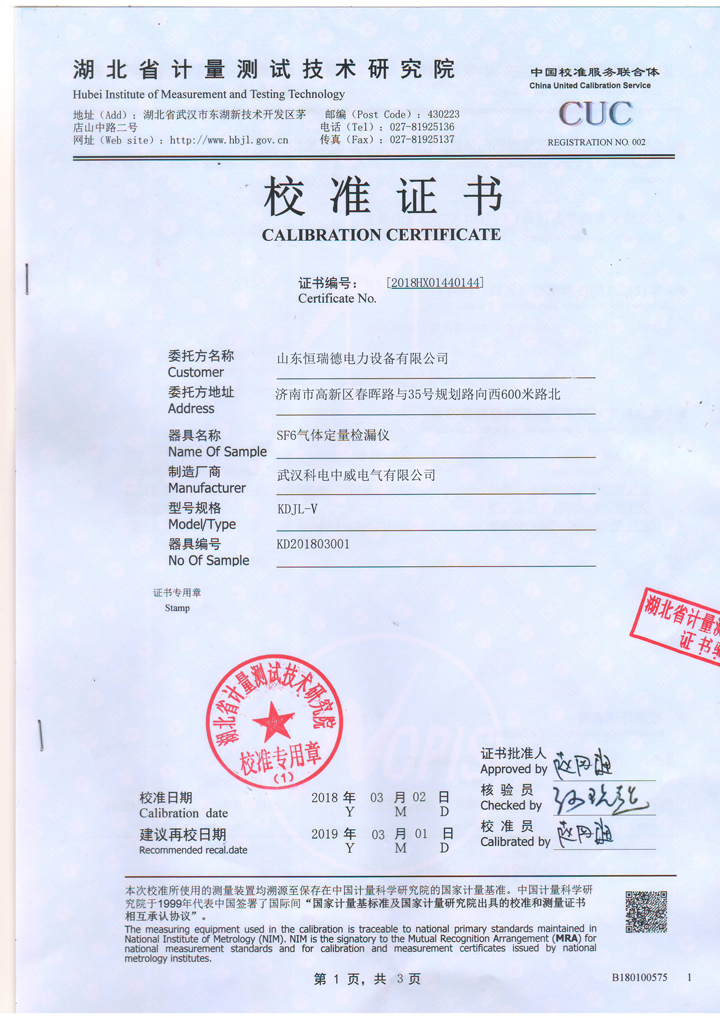 湖北省计量测试技术研究院
Hubei Institute of Measurement and Testing Technology
地址（Add）：湖北省武汉市东湖新技术开发区茅
店山中路二号
网址（Web site）：http://www.hbjl.gov.cn
邮编（Post Code）：430223
电话（Tel）：027-81925136
传真（Fax）：027-81925137
中国校准服务联合体
China United Calibration Service
CUC
REGISTRATION NO. 002
校准证书
CALIBRATION CERTIFICATE
证书编号： [2018HX01440144]
Certificate No.
委托方名称 山东恒瑞德电力设备有限公司
Customer
委托方地址 济南市高新区春晖路与35号规划路向西600米路北
Address
器具名称 SF6气体定量检漏仪
Name Of Sample
制造厂商 武汉科电中威电气有限公司
Manufacturer
型号规格 KDJL-V
Model/Type
器具编号 KD201803001
No Of Sample
证书专用章
Stamp
湖北省计量测试技术研究院
校准专用章
(1)
湖北省计量测
证书
证书批准人
Approved by
核验员
Checked by
校准员
Calibrated by
校准日期 2018 年 03 月 02 日
Calibration date Y M D
建议再校日期 2019 年 03 月 01 日
Recommended recal.date Y M D
本次校准所使用的测量装置均溯源至保存在中国计量科学研究院的国家计量基准。中国计量科学研
究院于1999年代表中国签署了国际间“国家计量基标准及国家计量研究院出具的校准和测量证书
相互承认协议”。
The measuring equipment used in the calibration is traceable to national primary standards maintained in
National Institute of Metrology (NIM). NIM is the signatory to the Mutual Recognition Arrangement (MRA) for
national measurement standards and for calibration and measurement certificates issued by national
metrology institutes.
第 1 页，共 3 页
B180100575 1